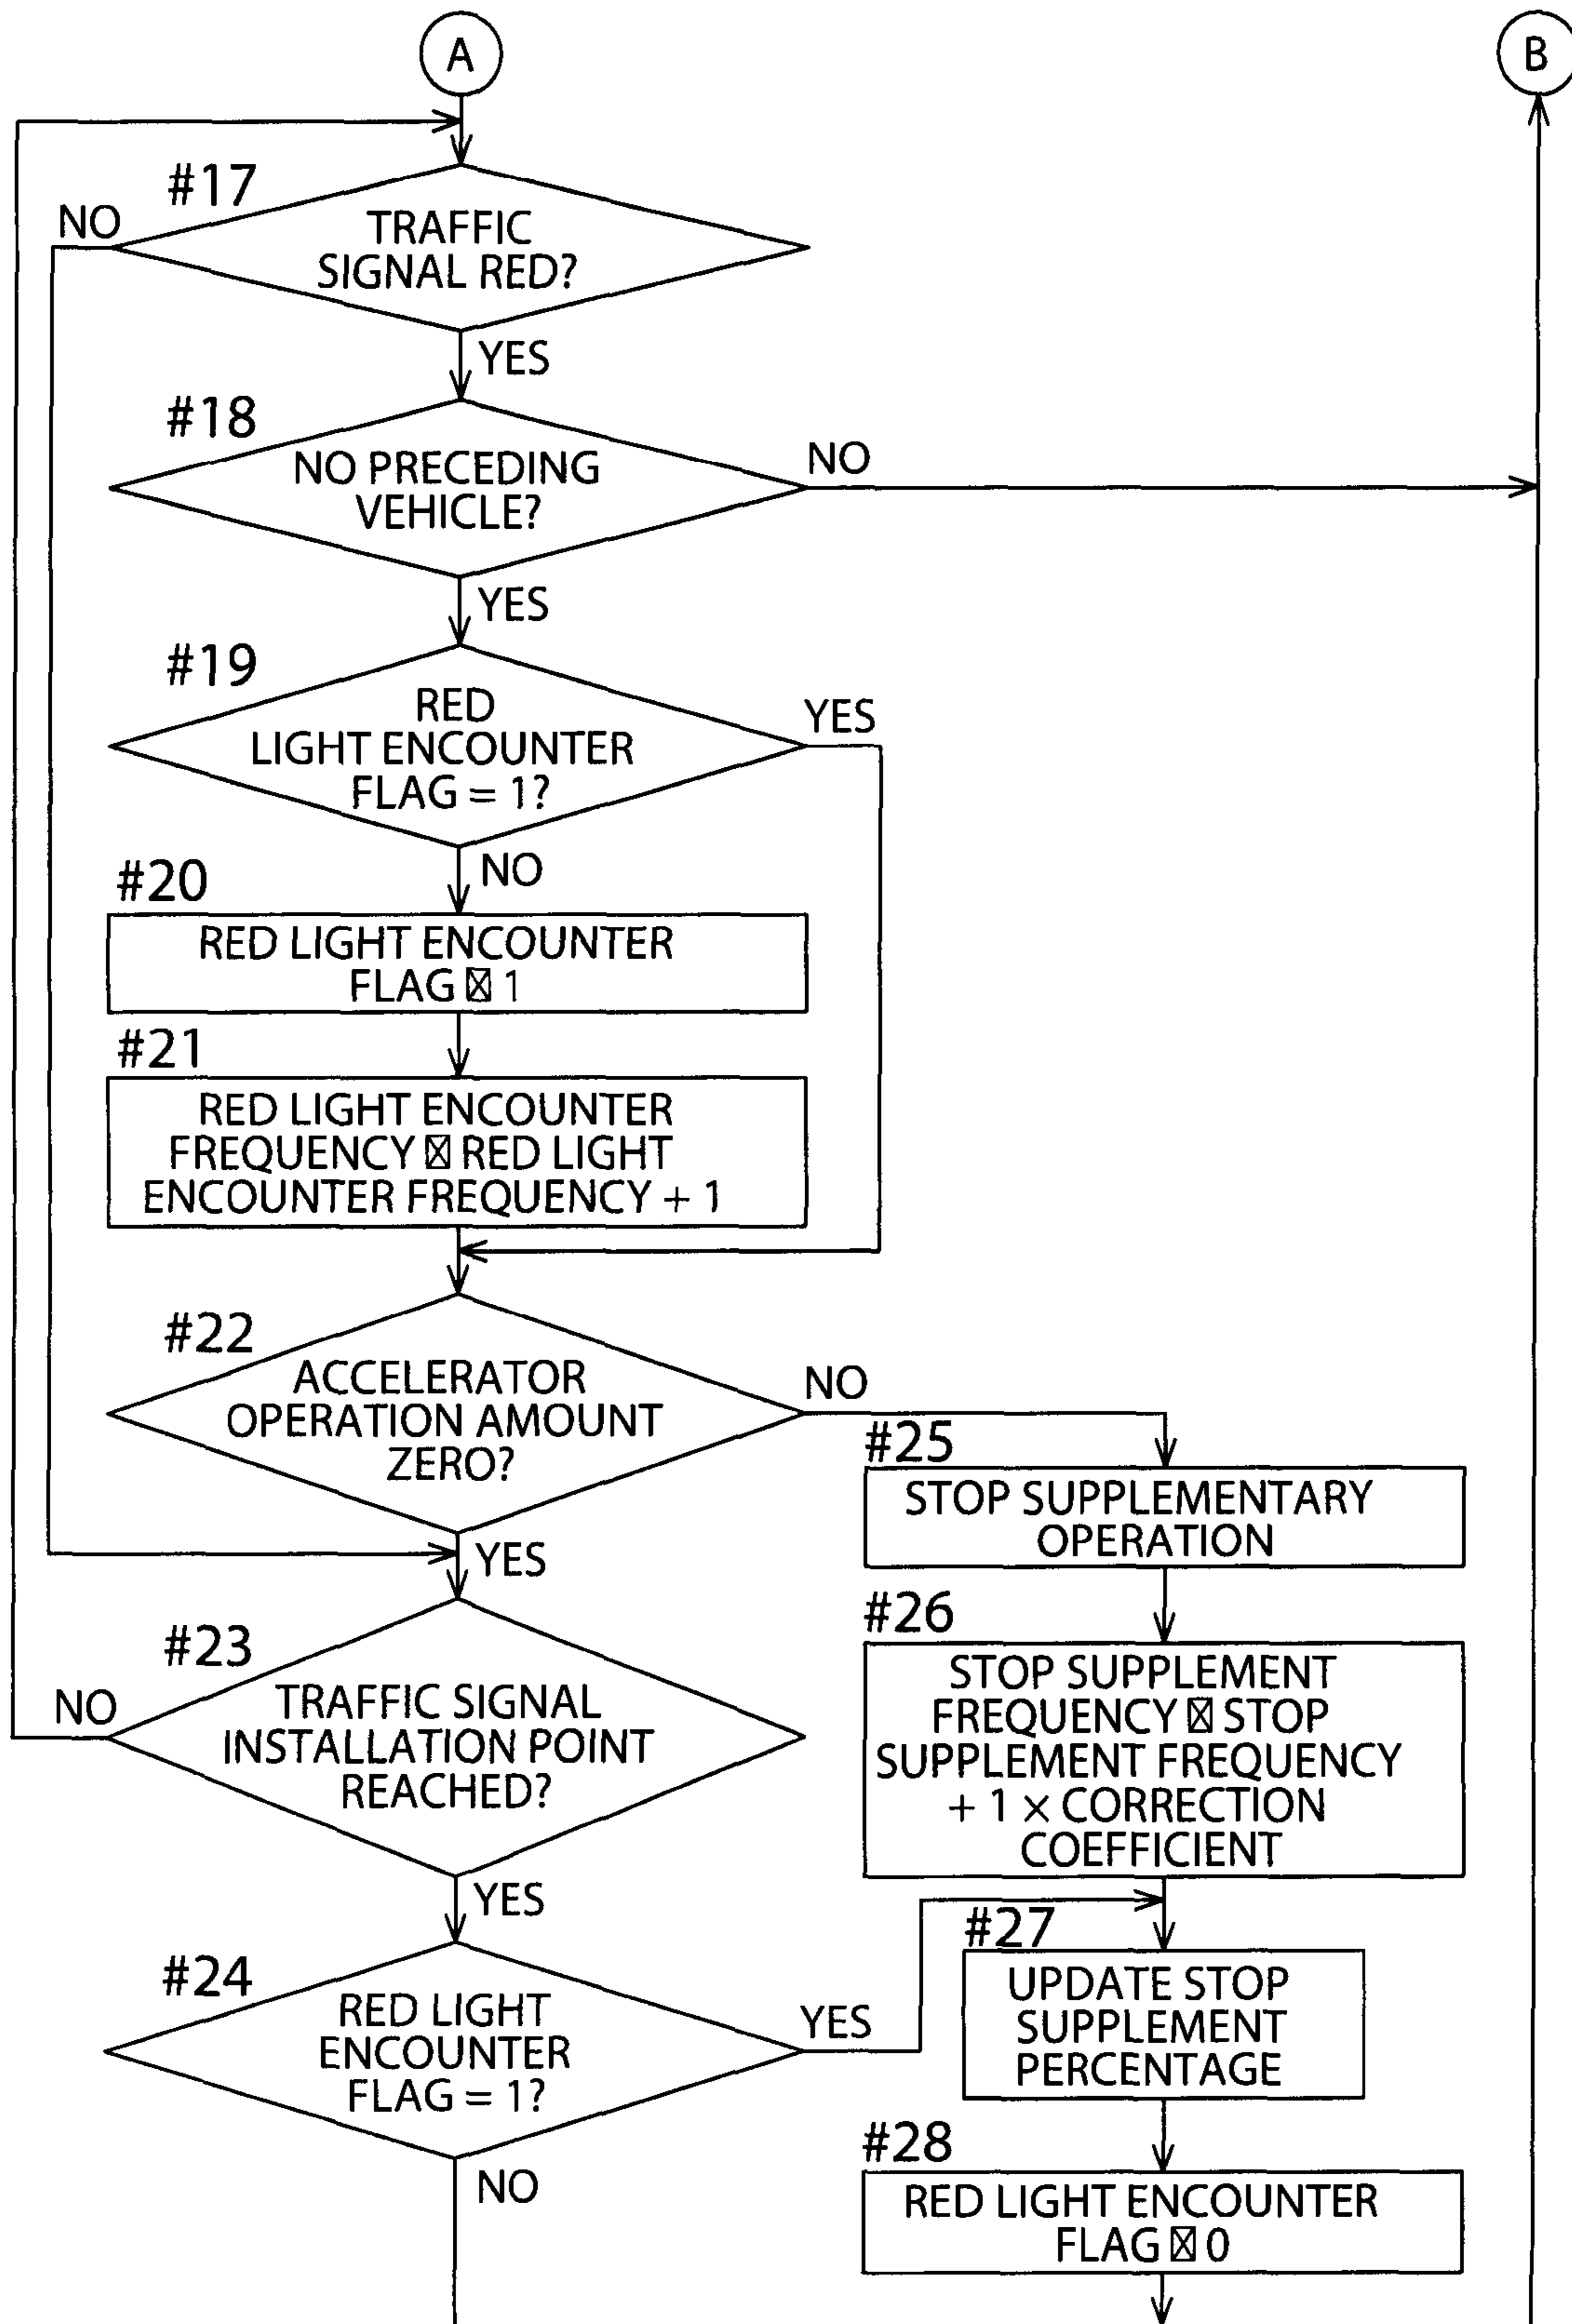 A
B
#17
NO
TRAFFIC
SIGNAL RED?
YES
#18
NO PRECEDING
VEHICLE?
NO
YES
#19
RED
LIGHT ENCOUNTER
FLAG = 1?
YES
NO
#20
RED LIGHT ENCOUNTER
FLAG ☒ 1
#21
RED LIGHT ENCOUNTER
FREQUENCY ☒ RED LIGHT
ENCOUNTER FREQUENCY + 1
#22
ACCELERATOR
OPERATION AMOUNT
ZERO?
NO
YES
#23
NO
TRAFFIC SIGNAL
INSTALLATION POINT
REACHED?
YES
#24
RED LIGHT
ENCOUNTER
FLAG = 1?
YES
NO
#25
STOP SUPPLEMENTARY
OPERATION
#26
STOP SUPPLEMENT
FREQUENCY ☒ STOP
SUPPLEMENT FREQUENCY
+ 1 × CORRECTION
COEFFICIENT
#27
UPDATE STOP
SUPPLEMENT
PERCENTAGE
#28
RED LIGHT ENCOUNTER
FLAG ☒ 0